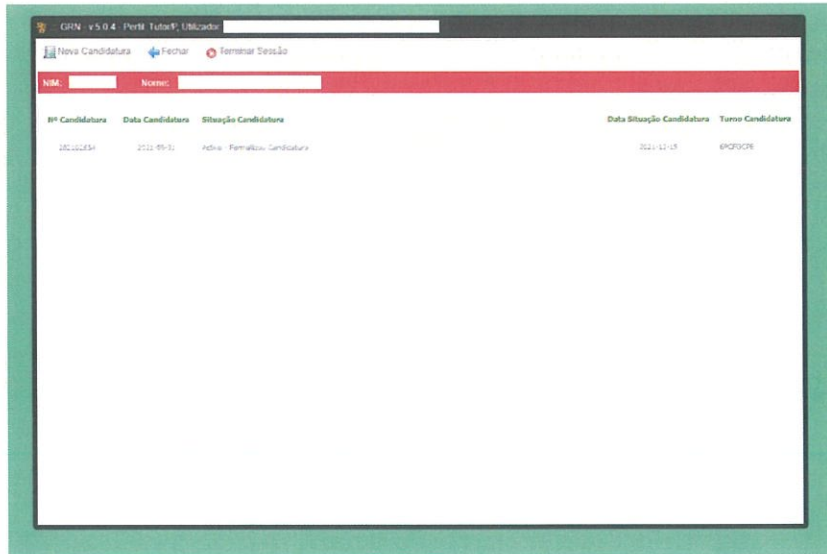 GRN - v 5.0.4 - Perfil: Tutor/P, Utilizador:
Nova Candidatura Fechar Terminar Sessão
NIM: Nome:
Nº Candidatura Data Candidatura Situação Candidatura Data Situação Candidatura Turno Candidatura
Activo - Formalizou Candidatura